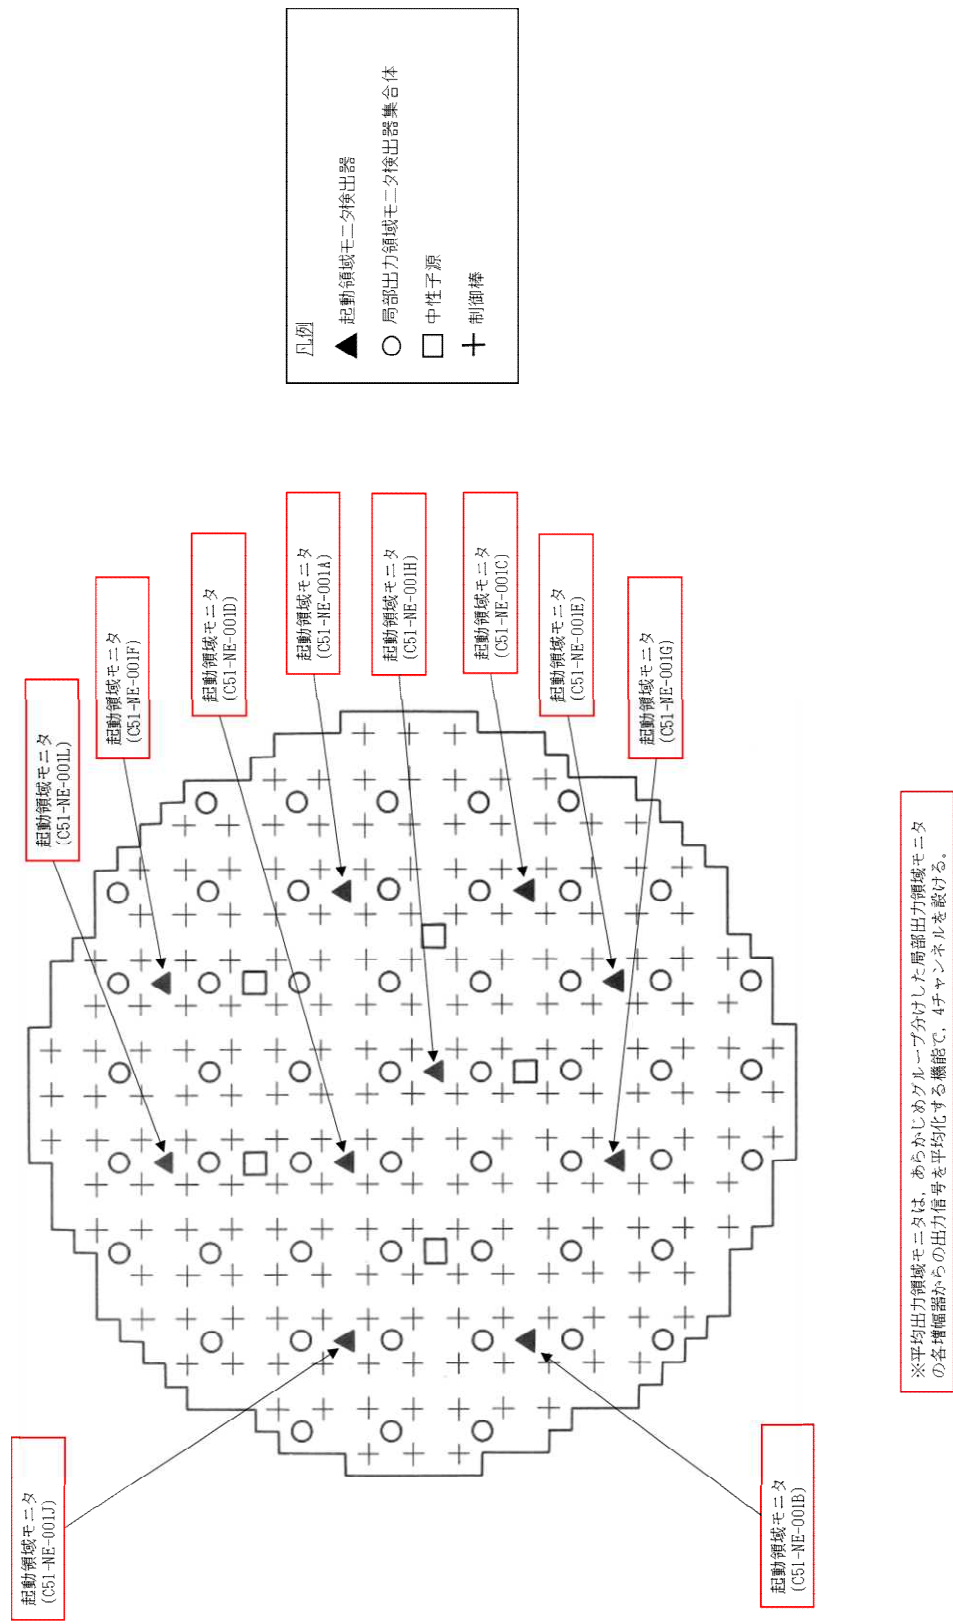 起動領域モニタ
(C51-NE-001J)
起動領域モニタ
(C51-NE-001L)
起動領域モニタ
(C51-NE-001F)
起動領域モニタ
(C51-NE-001D)
起動領域モニタ
(C51-NE-001A)
起動領域モニタ
(C51-NE-001H)
起動領域モニタ
(C51-NE-001C)
起動領域モニタ
(C51-NE-001E)
起動領域モニタ
(C51-NE-001G)
起動領域モニタ
(C51-NE-001B)
凡例
起動領域モニタ検出器
局部出力領域モニタ検出器集合体
中性子源
制御棒
※平均出力領域モニタは，あらかじめグループ分けした局部出力領域モニタ
の各増幅器からの出力信号を平均化する機能で，4チャンネルを設ける。